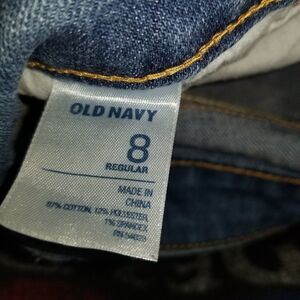 OLD NAVY
8
REGULAR
MADE IN
CHINA
87% COTTON, 12% POLYESTER,
1% SPANDEX
RN 54023